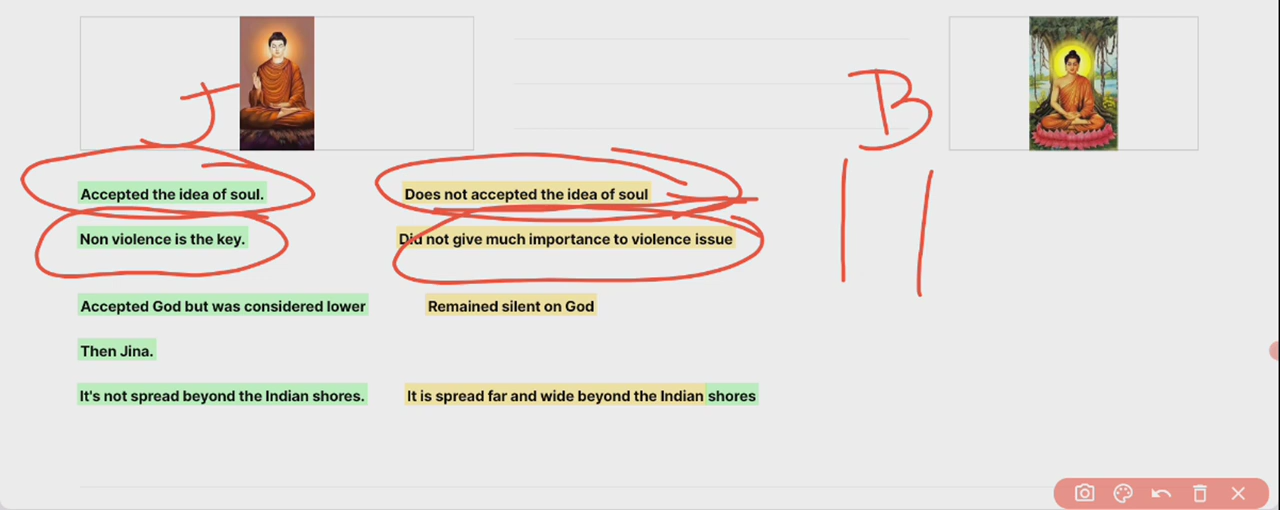 J
B
Accepted the idea of soul. Does not accepted the idea of soul
Non violence is the key. Did not give much importance to violence issue
Accepted God but was considered lower Remained silent on God
Then Jina.
It's not spread beyond the Indian shores. It is spread far and wide beyond the Indian shores